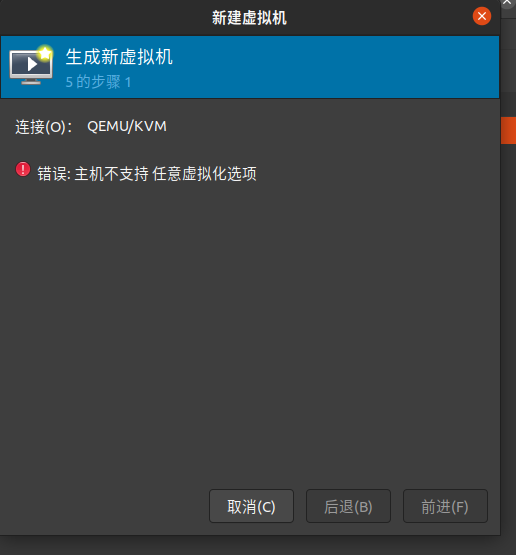 新建虚拟机
生成新虚拟机
5 的步骤 1
连接(O)： QEMU/KVM
错误: 主机不支持 任意虚拟化选项
取消(C) 后退(B) 前进(F)